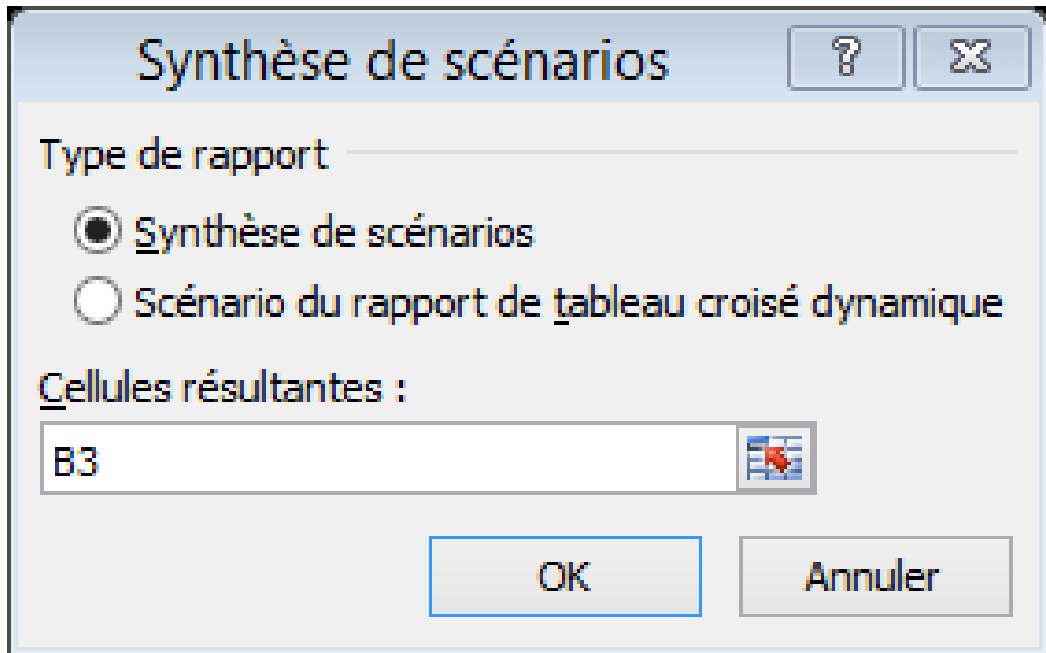 Synthèse de scénarios
Type de rapport
Synthèse de scénarios
Scénario du rapport de tableau croisé dynamique
Cellules résultantes :
B3
OK
Annuler